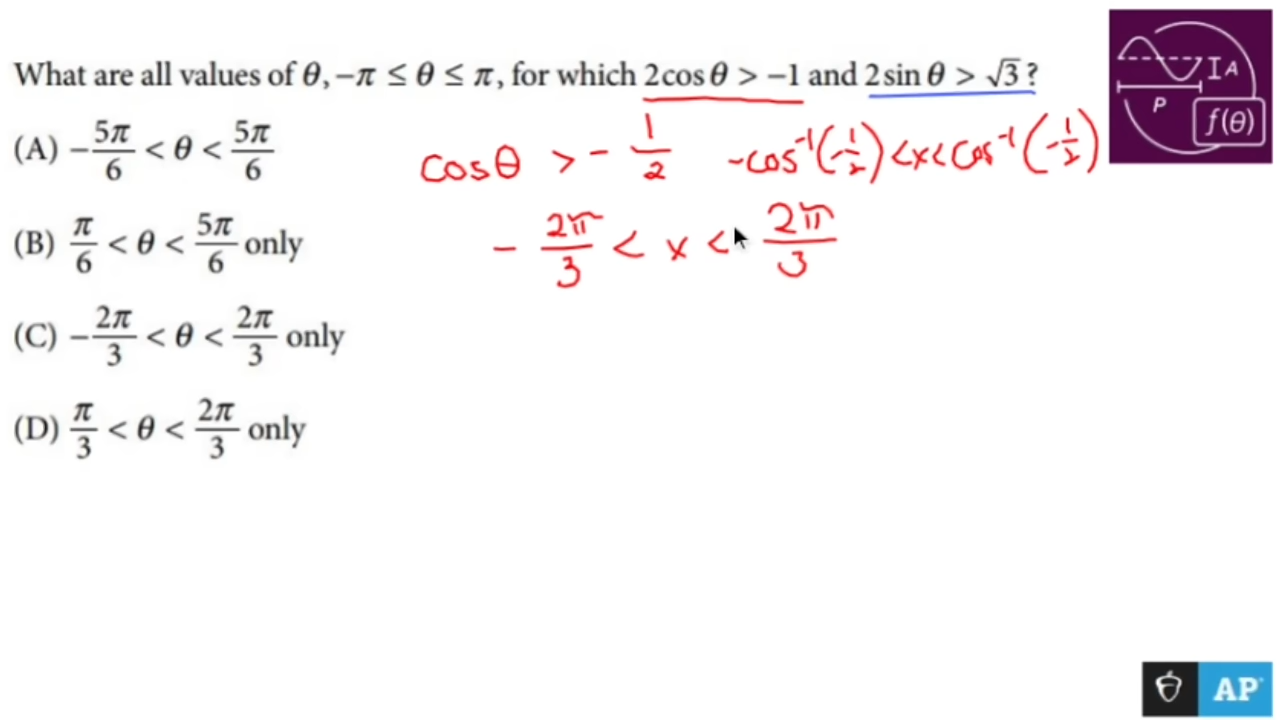 What are all values of θ, −π ≤ θ ≤ π, for which 2cos θ > −1 and 2sin θ > √3 ?
(A) −5π/6 < θ < 5π/6
(B) π/6 < θ < 5π/6 only
(C) −2π/3 < θ < 2π/3 only
(D) π/3 < θ < 2π/3 only
cosθ > −1/2
−cos⁻¹(−1/2) < x < cos⁻¹(−1/2)
−2π/3 < x < 2π/3
I A
P
f(θ)
AP